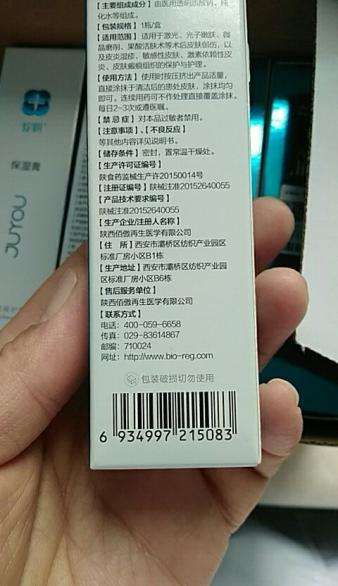 【主要组成成分】由医用透明质酸钠、纯
化水等组成。
【包装规格】1瓶/盒
【适用范围】适用于激光、光子嫩肤、微
晶磨削、果酸活肤术等术后皮肤创伤，以
及皮炎湿疹、敏感性皮肤、激素依赖性皮
炎、皮肤瘢痕组织的保护与护理。
【使用方法】使用时按压挤出产品适量，
直接涂抹于清洁后的患处皮肤，涂抹均匀
即可，连接用药可不作处理直接覆盖涂抹。
每日2-3次或遵医嘱。
【禁忌症】对本品过敏者禁用。
【注意事项】、【不良反应】
等其他内容详见说明书。
【储存条件】密封，置常温干燥处。
【生产许可证编号】
陕食药监械生产许20150014号
【注册证编号】陕械注准20152640055
【产品技术要求编号】
陕械注准20152640055
【生产企业/注册人名称】
陕西佰傲再生医学有限公司
【住 所】西安市灞桥区纺织产业园区
标准厂房小区B1栋
【生产地址】西安市灞桥区纺织产业园
区标准厂房小区B6栋
【售后服务单位】
陕西佰傲再生医学有限公司
【联系方式】
电话：400-059-6658
传真：029-83614867
邮编：710024
网址：http://www.bio-reg.com
包装破损切勿使用
6 934997 215083
保湿膏
JUYOU